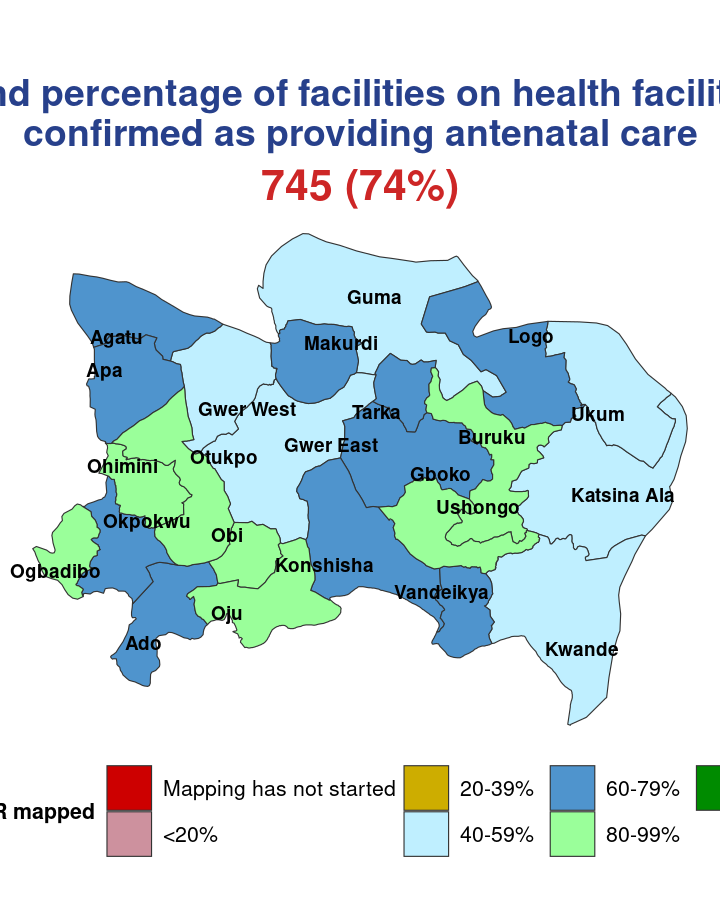 nd percentage of facilities on health facilit
confirmed as providing antenatal care
745 (74%)
Guma
Agatu
Makurdi
Logo
Apa
Gwer West
Tarka
Ukum
Buruku
Gwer East
Otukpo
Ohimini
Gboko
Katsina Ala
Ushongo
Okpokwu
Obi
Konshisha
Ogbadibo
Vandeikya
Oju
Ado
Kwande
R mapped
Mapping has not started
20-39%
60-79%
<20%
40-59%
80-99%